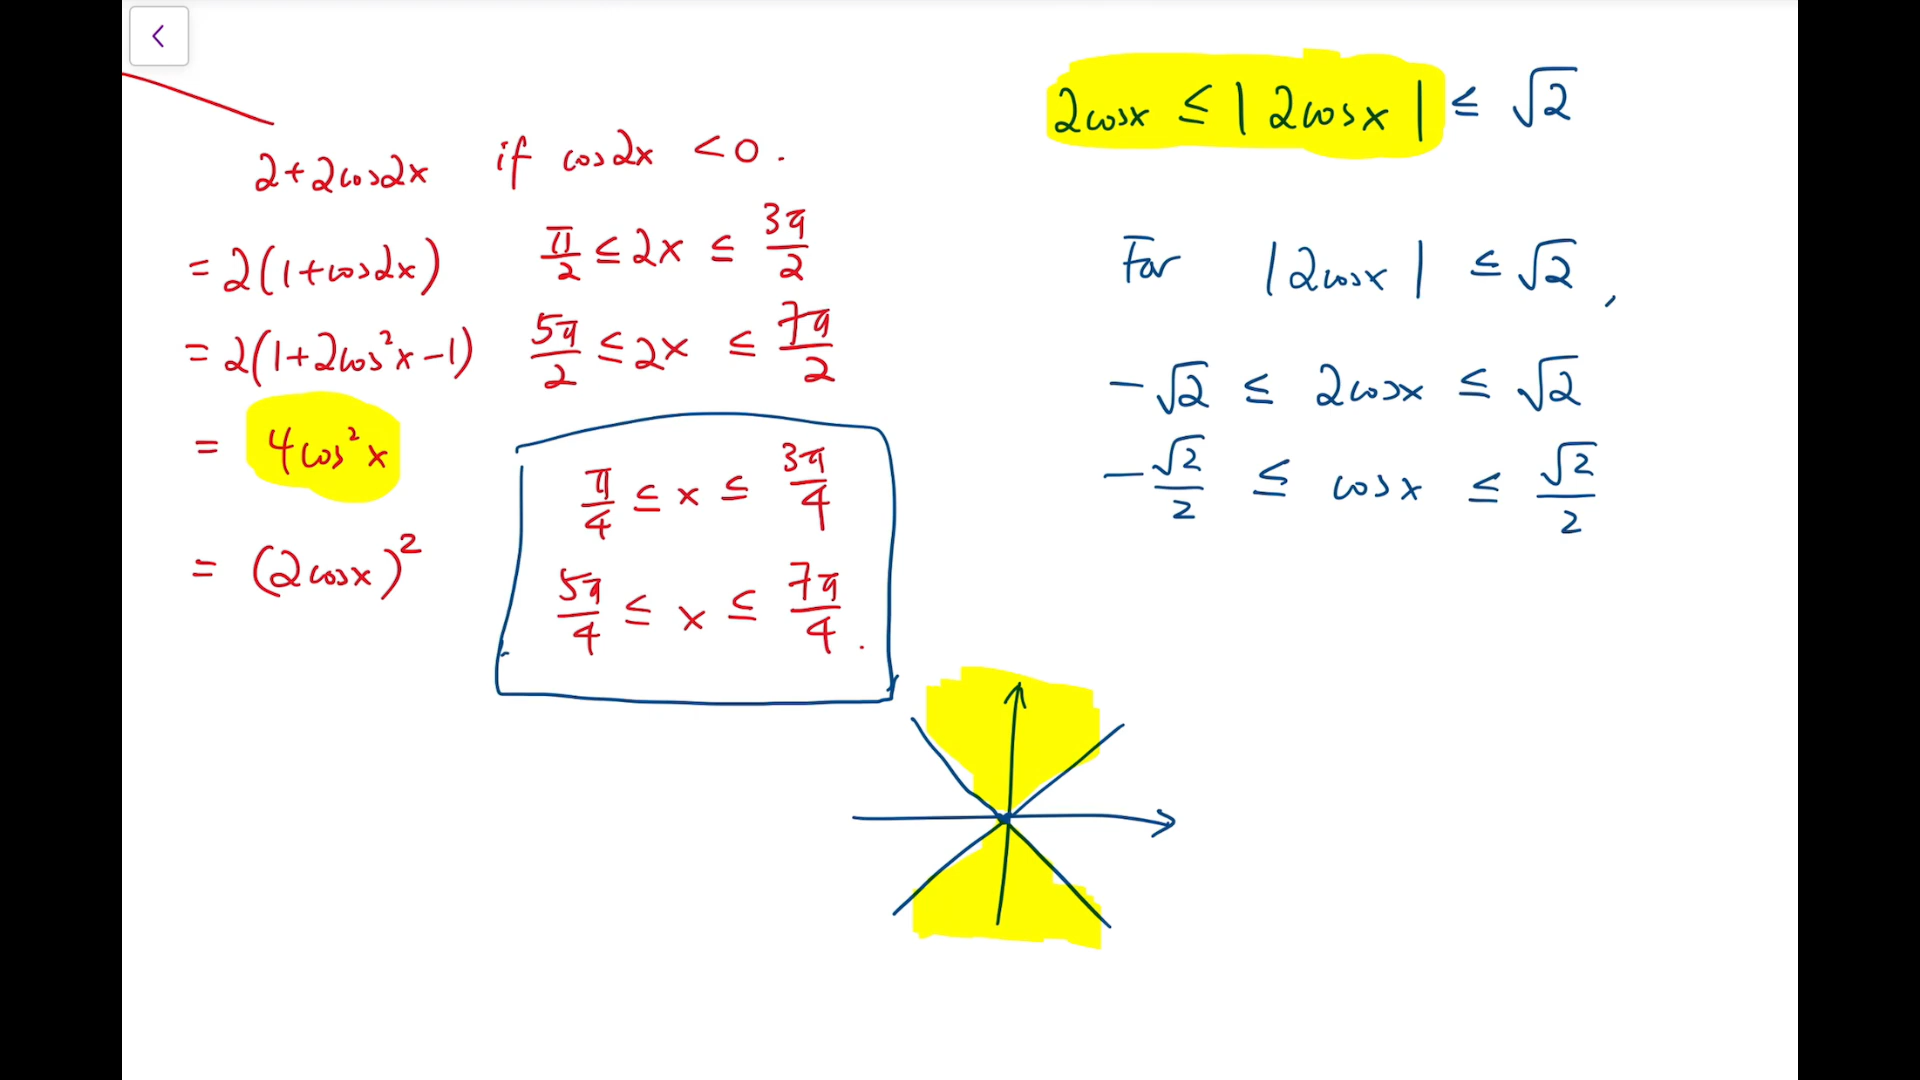 2+2cos2x if cos2x <0.
=2(1+cos2x)
π/2 ≤ 2x ≤ 3π/2
=2(1+2cos²x-1)
5π/2 ≤ 2x ≤ 7π/2
= 4cos²x
= (2cosx)²
π/4 ≤ x ≤ 3π/4
5π/4 ≤ x ≤ 7π/4.
2cosx ≤ |2cosx| ≤ √2
For |2cosx| ≤ √2,
-√2 ≤ 2cosx ≤ √2
-√2/2 ≤ cosx ≤ √2/2